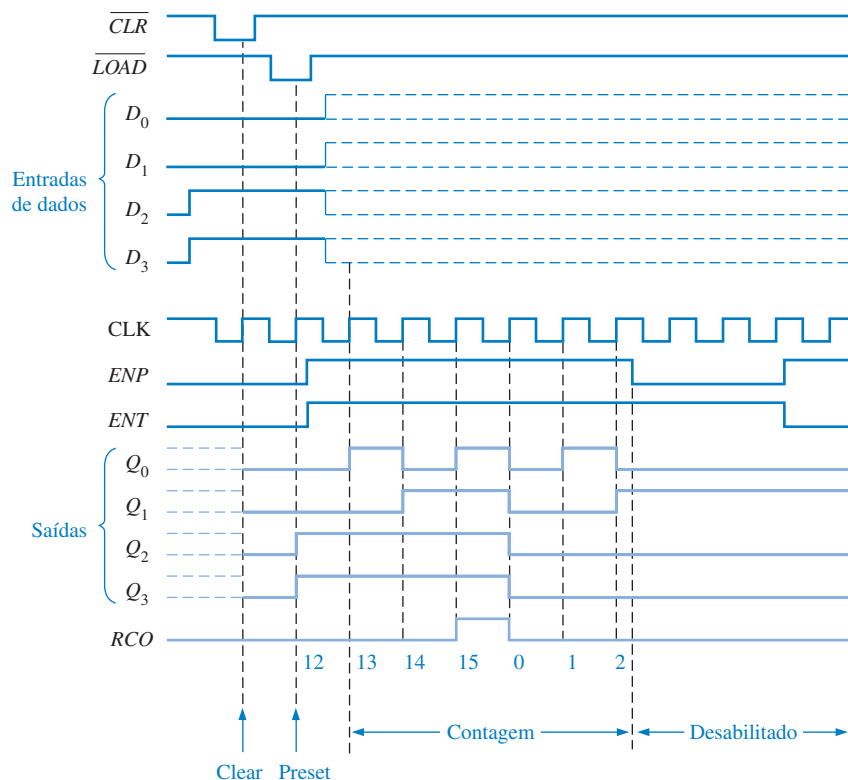 CLR
LOAD
D0
D1
Entradas
de dados
D2
D3
CLK
ENP
ENT
Q0
Q1
Saídas
Q2
Q3
RCO
12 13 14 15 0 1 2
Contagem
Desabilitado
Clear Preset